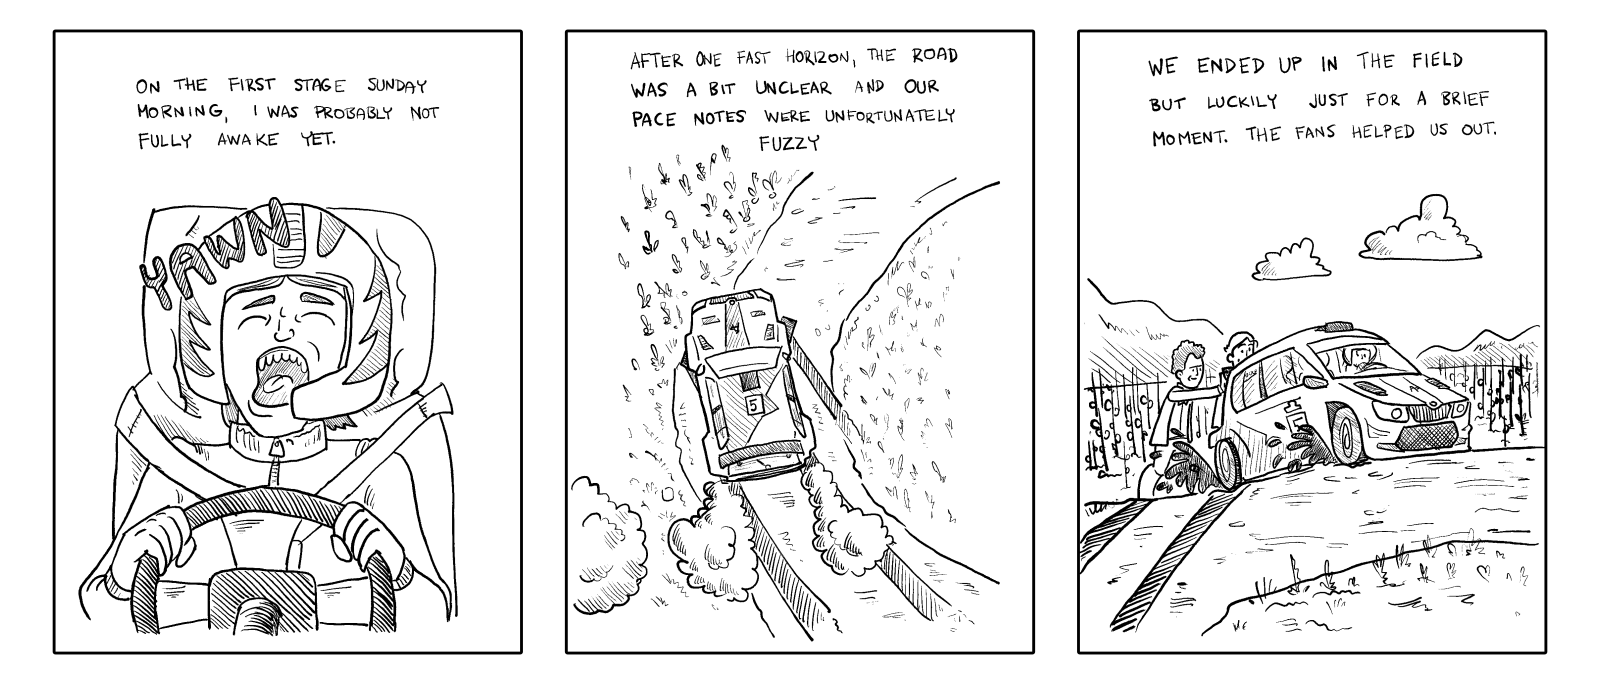 ON THE FIRST STAGE SUNDAY
MORNING, I WAS PROBABLY NOT
FULLY AWAKE YET.
YAWN
AFTER ONE FAST HORIZON, THE ROAD
WAS A BIT UNCLEAR AND OUR
PACE NOTES WERE UNFORTUNATELY
FUZZY
5
WE ENDED UP IN THE FIELD
BUT LUCKILY JUST FOR A BRIEF
MOMENT. THE FANS HELPED US OUT.